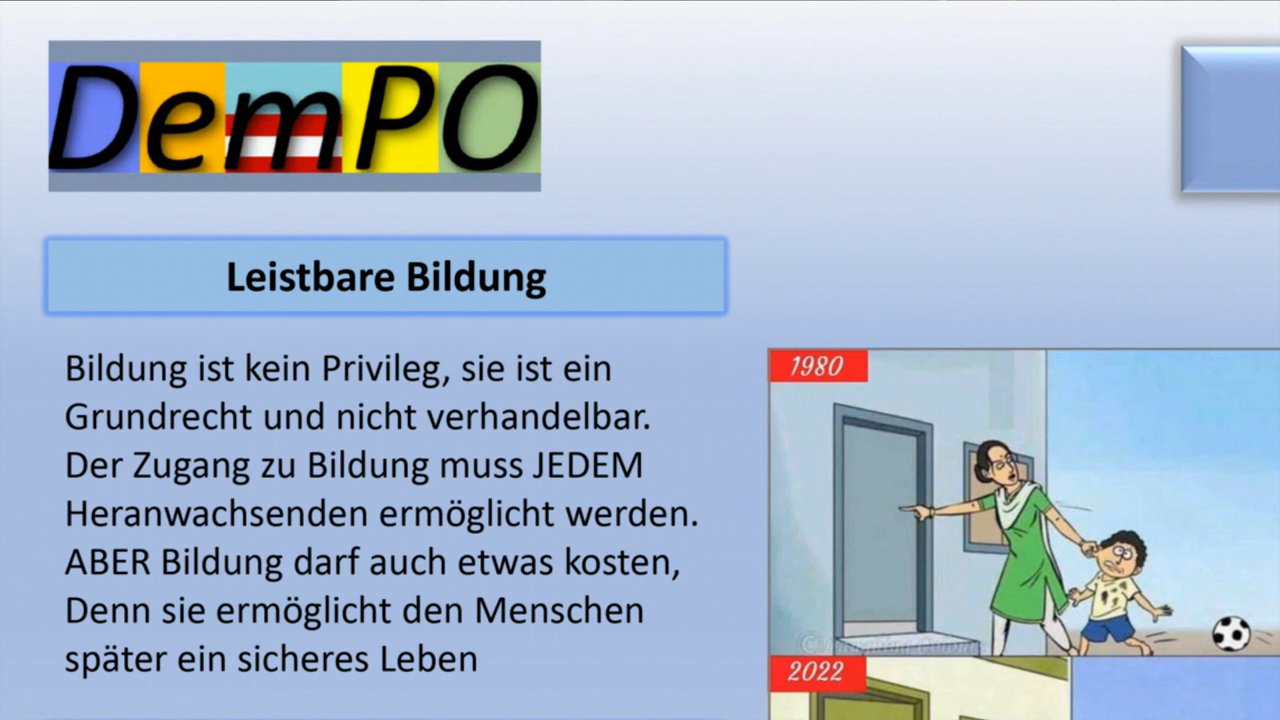 DemPO
Leistbare Bildung
Bildung ist kein Privileg, sie ist ein
Grundrecht und nicht verhandelbar.
Der Zugang zu Bildung muss JEDEM
Heranwachsenden ermöglicht werden.
ABER Bildung darf auch etwas kosten,
Denn sie ermöglicht den Menschen
später ein sicheres Leben
1980
2022